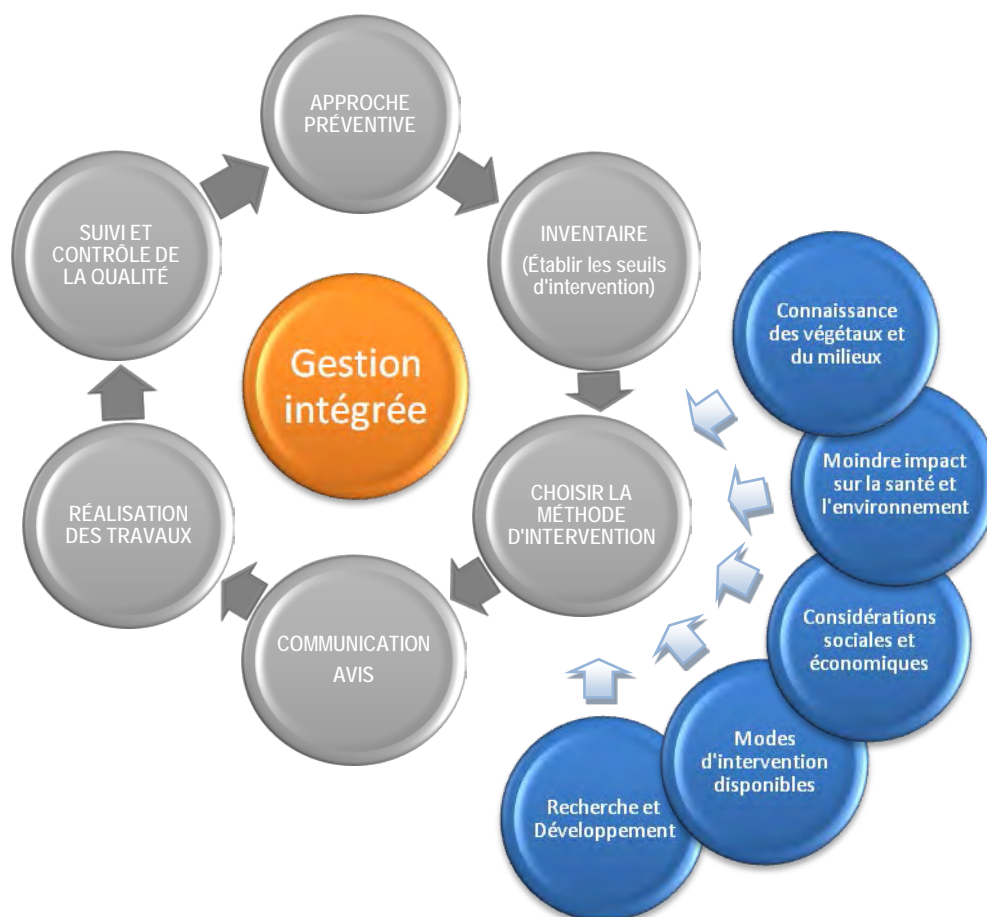 APPROCHE
PRÉVENTIVE
INVENTAIRE
(Établir les seuils
d'intervention)
CHOISIR LA
MÉTHODE
D'INTERVENTION
COMMUNICATION
AVIS
RÉALISATION
DES TRAVAUX
SUIVI ET
CONTRÔLE DE
LA QUALITÉ
Gestion
intégrée
Connaissance
des végétaux et
du milieux
Moindre impact
sur la santé et
l'environnement
Considérations
sociales et
économiques
Modes
d'intervention
disponibles
Recherche et
Développement